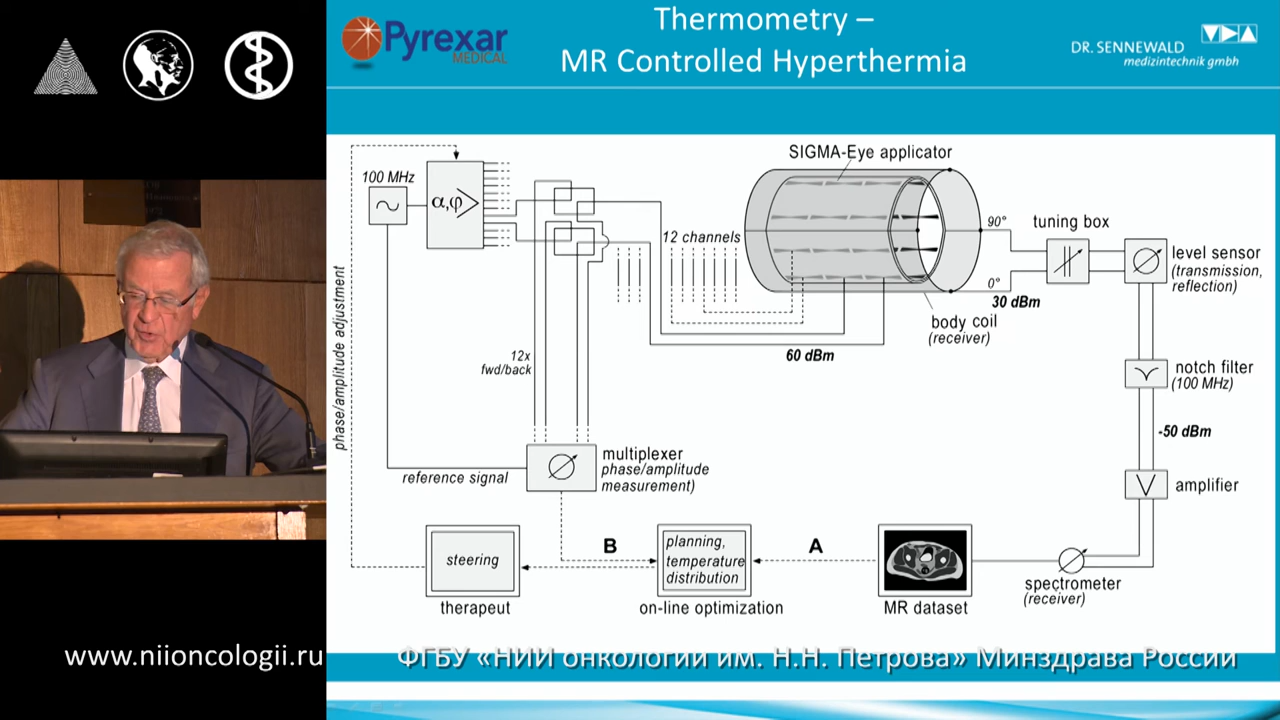 Pyrexar
MEDICAL
Thermometry –
MR Controlled Hyperthermia
DR. SENNEWALD
medizintechnik gmbh
SIGMA-Eye applicator
100 MHz
α,φ
12 channels
90°
0°
30 dBm
tuning box
level sensor
(transmission,
reflection)
body coil
(receiver)
60 dBm
12x
fwd/back
phase/amplitude adjustment
notch filter
(100 MHz)
-50 dBm
multiplexer
phase/amplitude
measurement)
reference signal
amplifier
steering
therapeut
B
planning,
temperature
distribution
on-line optimization
A
MR dataset
spectrometer
(receiver)
www.niioncologii.ru
ФГБУ «НИИ онкологии им. Н.Н. Петрова» Минздрава России